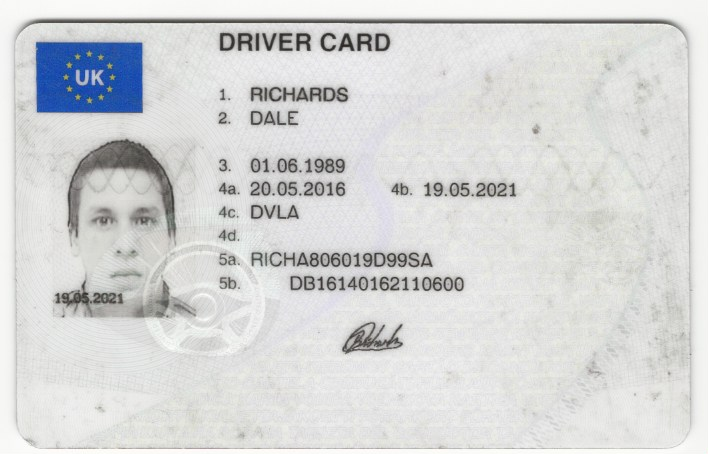 DRIVER CARD
UK
1. RICHARDS
2. DALE
3. 01.06.1989
4a. 20.05.2016 4b. 19.05.2021
4c. DVLA
4d.
5a. RICHA806019D99SA
5b. DB16140162110600
19.05.2021